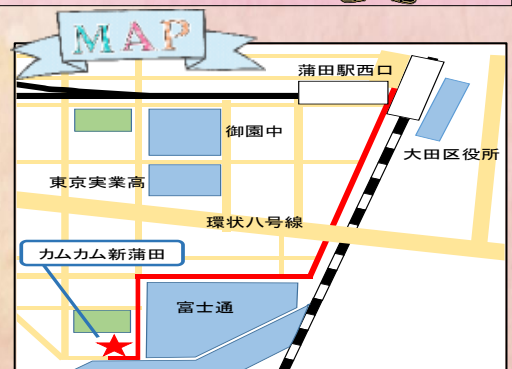 MAP
蒲田駅西口
御園中
大田区役所
東京実業高
環状八号線
カムカム新蒲田
富士通